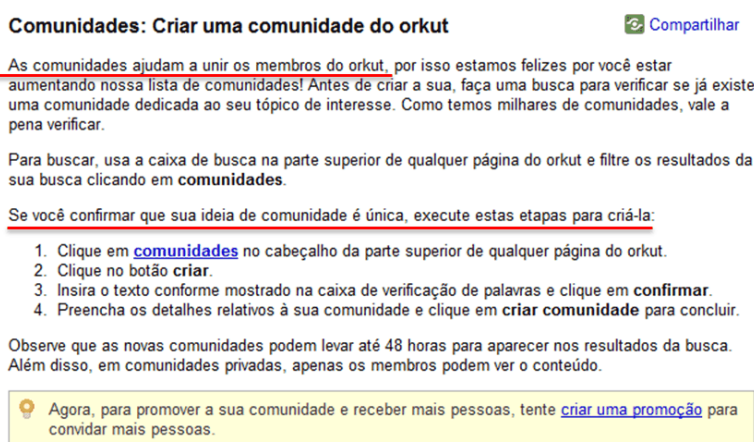 Comunidades: Criar uma comunidade do orkut
Compartilhar
As comunidades ajudam a unir os membros do orkut, por isso estamos felizes por você estar
aumentando nossa lista de comunidades! Antes de criar a sua, faça uma busca para verificar se já existe
uma comunidade dedicada ao seu tópico de interesse. Como temos milhares de comunidades, vale a
pena verificar.
Para buscar, usa a caixa de busca na parte superior de qualquer página do orkut e filtre os resultados da
sua busca clicando em comunidades.
Se você confirmar que sua ideia de comunidade é única, execute estas etapas para criá-la:
1. Clique em comunidades no cabeçalho da parte superior de qualquer página do orkut.
2. Clique no botão criar.
3. Insira o texto conforme mostrado na caixa de verificação de palavras e clique em confirmar.
4. Preencha os detalhes relativos à sua comunidade e clique em criar comunidade para concluir.
Observe que as novas comunidades podem levar até 48 horas para aparecer nos resultados da busca.
Além disso, em comunidades privadas, apenas os membros podem ver o conteúdo.
Agora, para promover a sua comunidade e receber mais pessoas, tente criar uma promoção para
convidar mais pessoas.